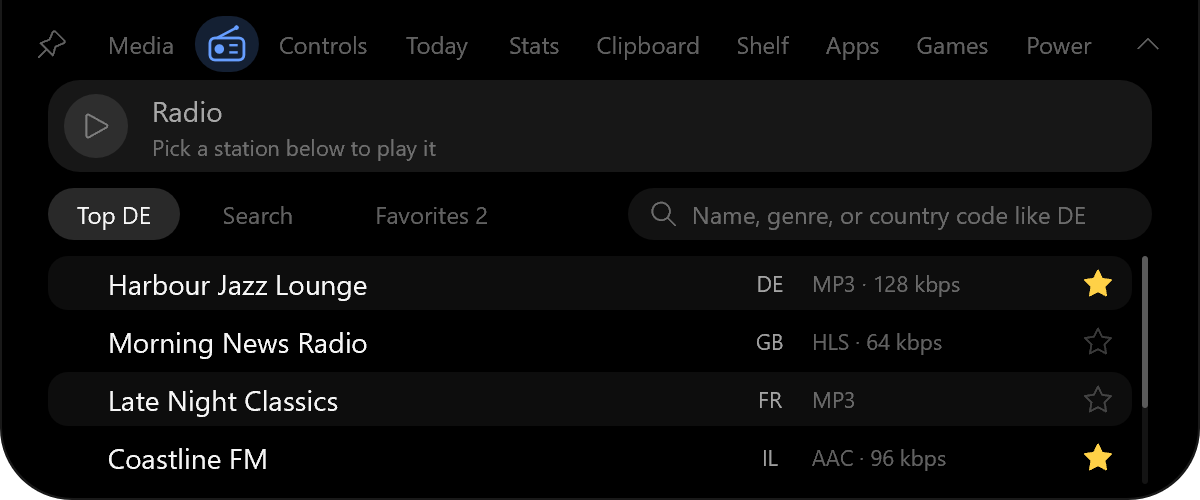 Media Controls Today Stats Clipboard Shelf Apps Games Power
Radio
Pick a station below to play it
Top DE Search Favorites 2 Name, genre, or country code like DE
Harbour Jazz Lounge DE MP3 · 128 kbps
Morning News Radio GB HLS · 64 kbps
Late Night Classics FR MP3
Coastline FM IL AAC · 96 kbps